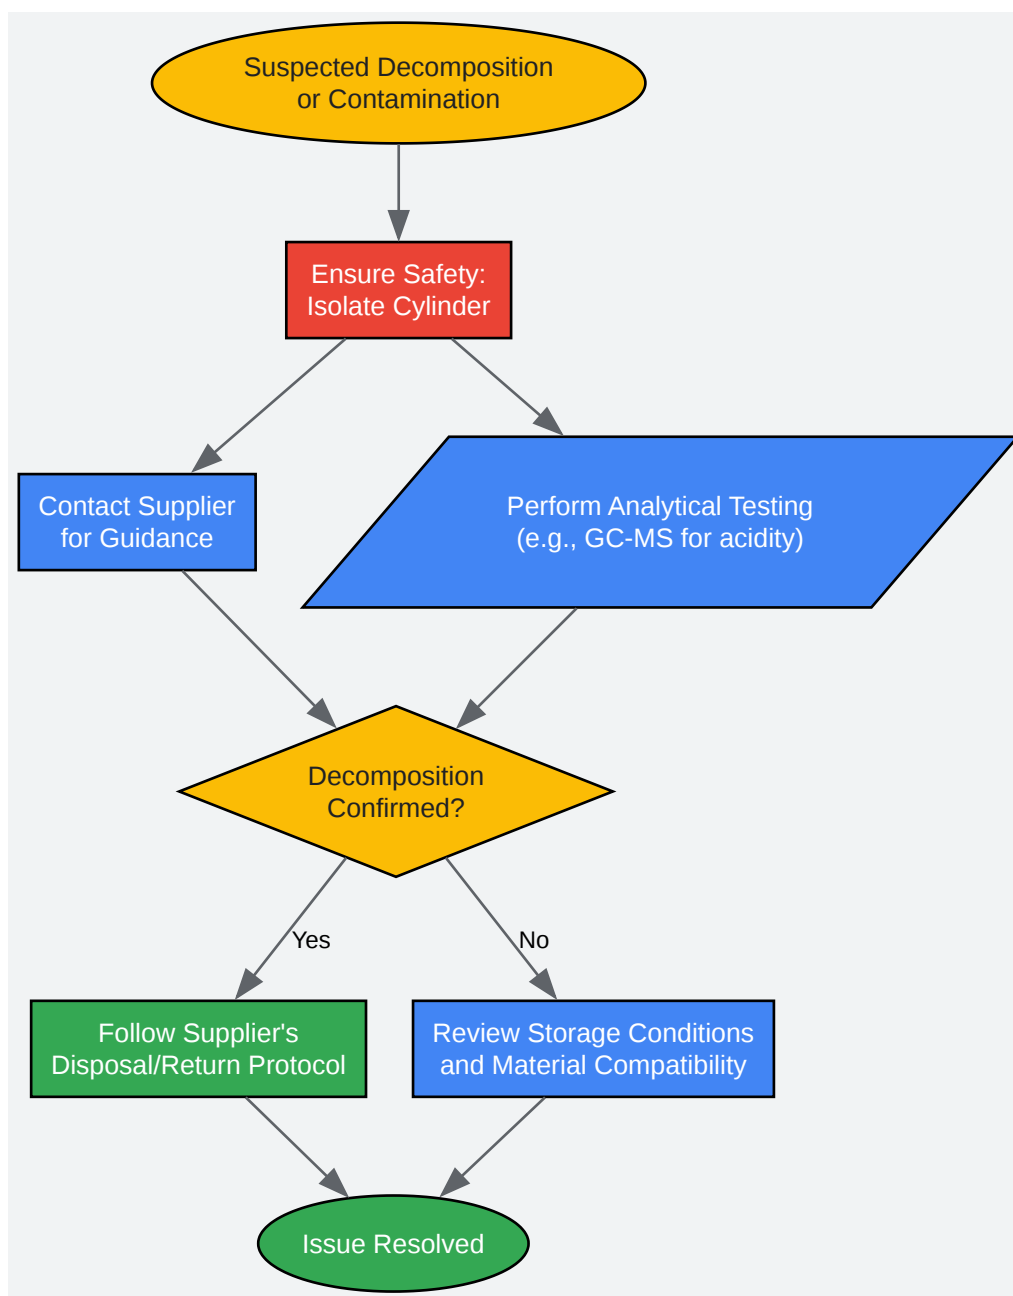 Suspected Decomposition
or Contamination
Ensure Safety:
Isolate Cylinder
Contact Supplier
for Guidance
Perform Analytical Testing
(e.g., GC-MS for acidity)
Decomposition
Confirmed?
Yes
No
Follow Supplier's
Disposal/Return Protocol
Review Storage Conditions
and Material Compatibility
Issue Resolved